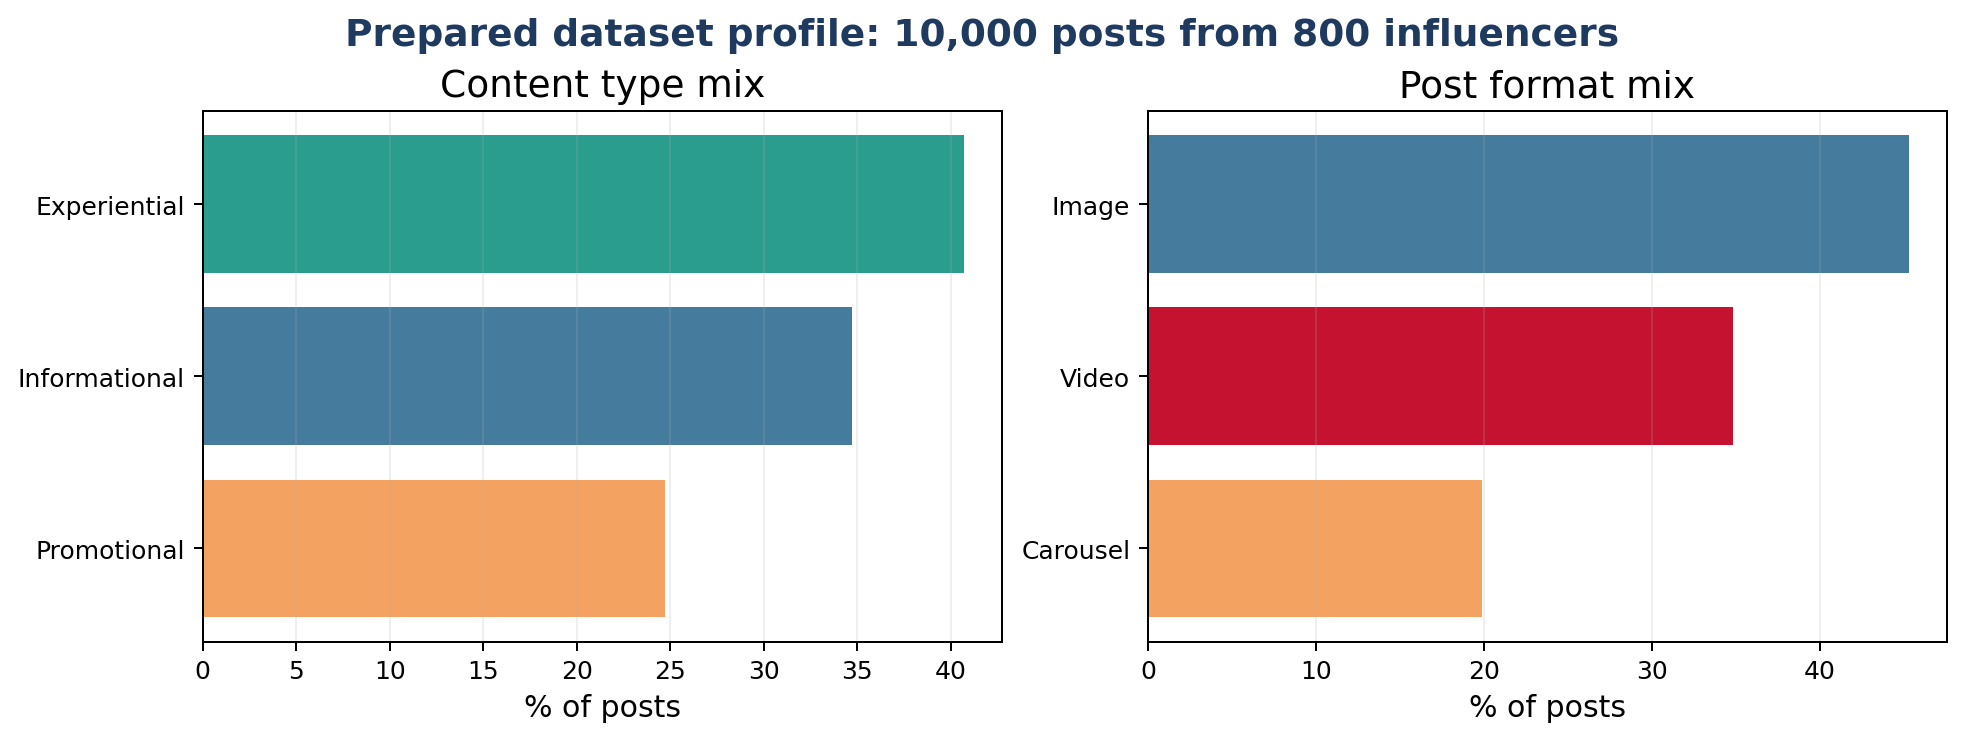 Prepared dataset profile: 10,000 posts from 800 influencers
Content type mix
Experiential
Informational
Promotional
0 5 10 15 20 25 30 35 40
% of posts
Post format mix
Image
Video
Carousel
0 10 20 30 40
% of posts